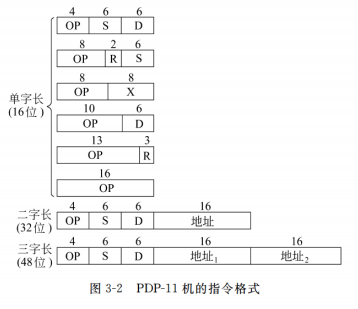 4 6 6
OP S D
8 2 6
OP R S
8 8
OP X
10 6
OP D
13 3
OP R
16
OP
单字长
(16位)
4 6 6 16
二字长 OP S D 地址
(32位)
4 6 6 16 16
三字长 OP S D 地址₁ 地址₂
(48位)
图 3-2 PDP-11 机的指令格式